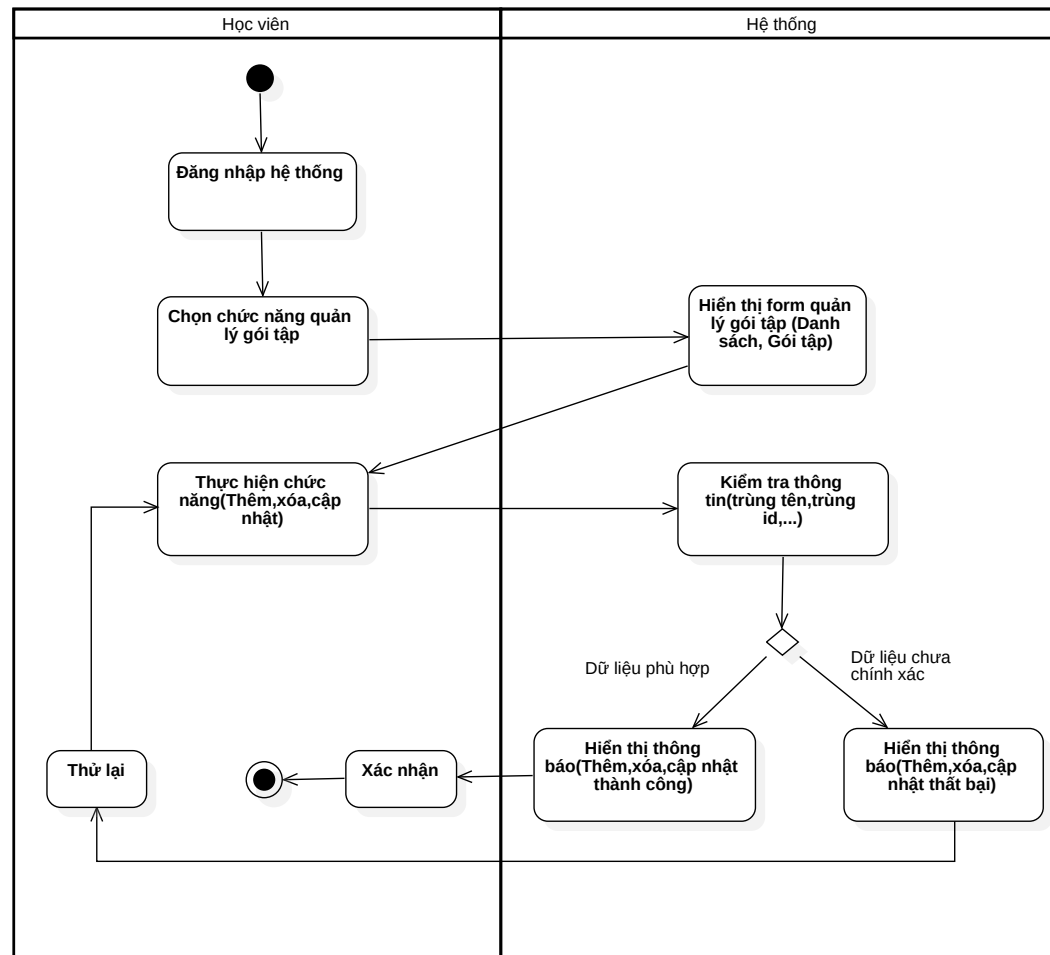 Học viên
Hệ thống
Đăng nhập hệ thống
Chọn chức năng quản
lý gói tập
Hiển thị form quản
lý gói tập (Danh
sách, Gói tập)
Thực hiện chức
năng(Thêm,xóa,cập
nhật)
Kiểm tra thông
tin(trùng tên,trùng
id,...)
Dữ liệu phù hợp
Dữ liệu chưa
chính xác
Thử lại
Xác nhận
Hiển thị thông
báo(Thêm,xóa,cập nhật
thành công)
Hiển thị thông
báo(Thêm,xóa,cập
nhật thất bại)